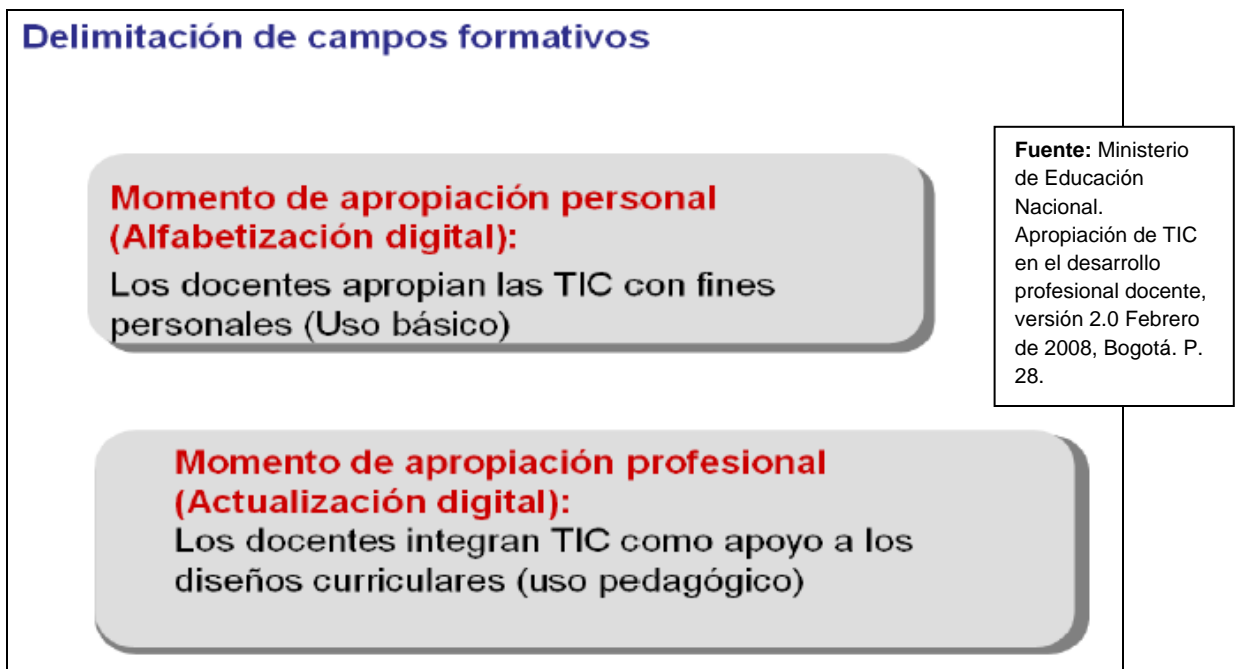 Delimitación de campos formativos
Momento de apropiación personal
(Alfabetización digital):
Los docentes apropian las TIC con fines
personales (Uso básico)
Fuente: Ministerio
de Educación
Nacional.
Apropiación de TIC
en el desarrollo
profesional docente,
versión 2.0 Febrero
de 2008, Bogotá. P.
28.
Momento de apropiación profesional
(Actualización digital):
Los docentes integran TIC como apoyo a los
diseños curriculares (uso pedagógico)